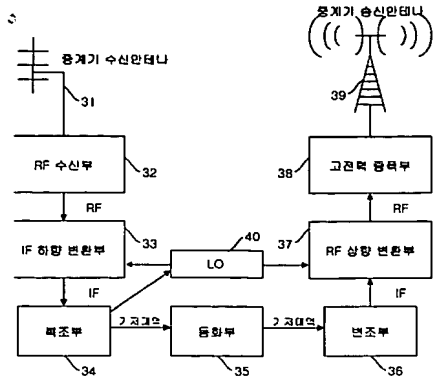 중계기 송신안테나
중계기 수신안테나
31
39
RF 수신부
32
고전력 증폭부
38
RF
RF
IF 하향 변환부
33
40
LO
37
RF 상향 변환부
IF
IF
복조부
34
기저대역
등화부
35
기저대역
변조부
36